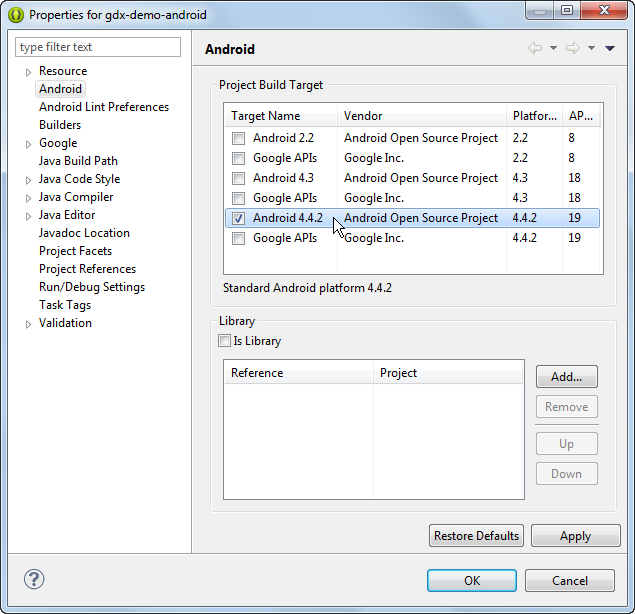 Properties for gdx-demo-android
type filter text
Resource
Android
Android Lint Preferences
Builders
Google
Java Build Path
Java Code Style
Java Compiler
Java Editor
Javadoc Location
Project Facets
Project References
Run/Debug Settings
Task Tags
Validation
Android
Project Build Target
Target Name Vendor Platfor... AP...
Android 2.2 Android Open Source Project 2.2 8
Google APIs Google Inc. 2.2 8
Android 4.3 Android Open Source Project 4.3 18
Google APIs Google Inc. 4.3 18
Android 4.4.2 Android Open Source Project 4.4.2 19
Google APIs Google Inc. 4.4.2 19
Standard Android platform 4.4.2
Library
Is Library
Reference Project
Add...
Remove
Up
Down
Restore Defaults Apply
? OK Cancel